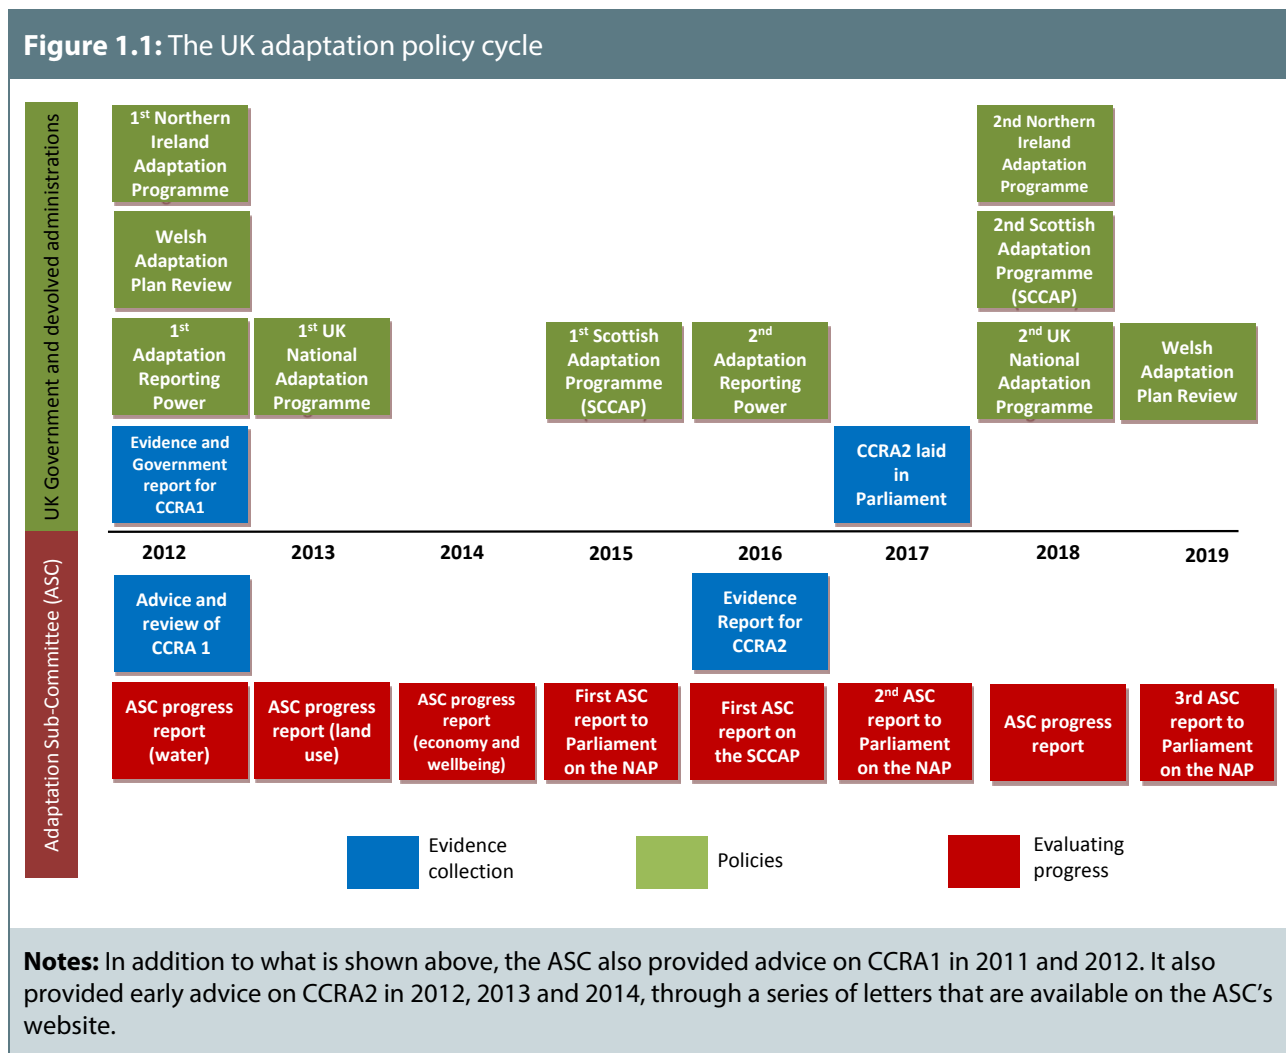 Figure 1.1: The UK adaptation policy cycle
UK Government and devolved administrations
1st Northern
Ireland
Adaptation
Programme
2nd Northern
Ireland
Adaptation
Programme
Welsh
Adaptation
Plan Review
2nd Scottish
Adaptation
Programme
(SCCAP)
1st
Adaptation
Reporting
Power
1st UK
National
Adaptation
Programme
1st Scottish
Adaptation
Programme
(SCCAP)
2nd
Adaptation
Reporting
Power
2nd UK
National
Adaptation
Programme
Welsh
Adaptation
Plan Review
Evidence and
Government
report for
CCRA1
CCRA2 laid
in
Parliament
2012 2013 2014 2015 2016 2017 2018 2019
Adaptation Sub-Committee (ASC)
Advice and
review of
CCRA 1
Evidence
Report for
CCRA2
ASC progress
report
(water)
ASC progress
report (land
use)
ASC progress
report
(economy and
wellbeing)
First ASC
report to
Parliament
on the NAP
First ASC
report on
the SCCAP
2nd ASC
report to
Parliament
on the NAP
ASC progress
report
3rd ASC
report to
Parliament
on the NAP
Evidence
collection
Policies
Evaluating
progress
Notes: In addition to what is shown above, the ASC also provided advice on CCRA1 in 2011 and 2012. It also
provided early advice on CCRA2 in 2012, 2013 and 2014, through a series of letters that are available on the ASC's
website.